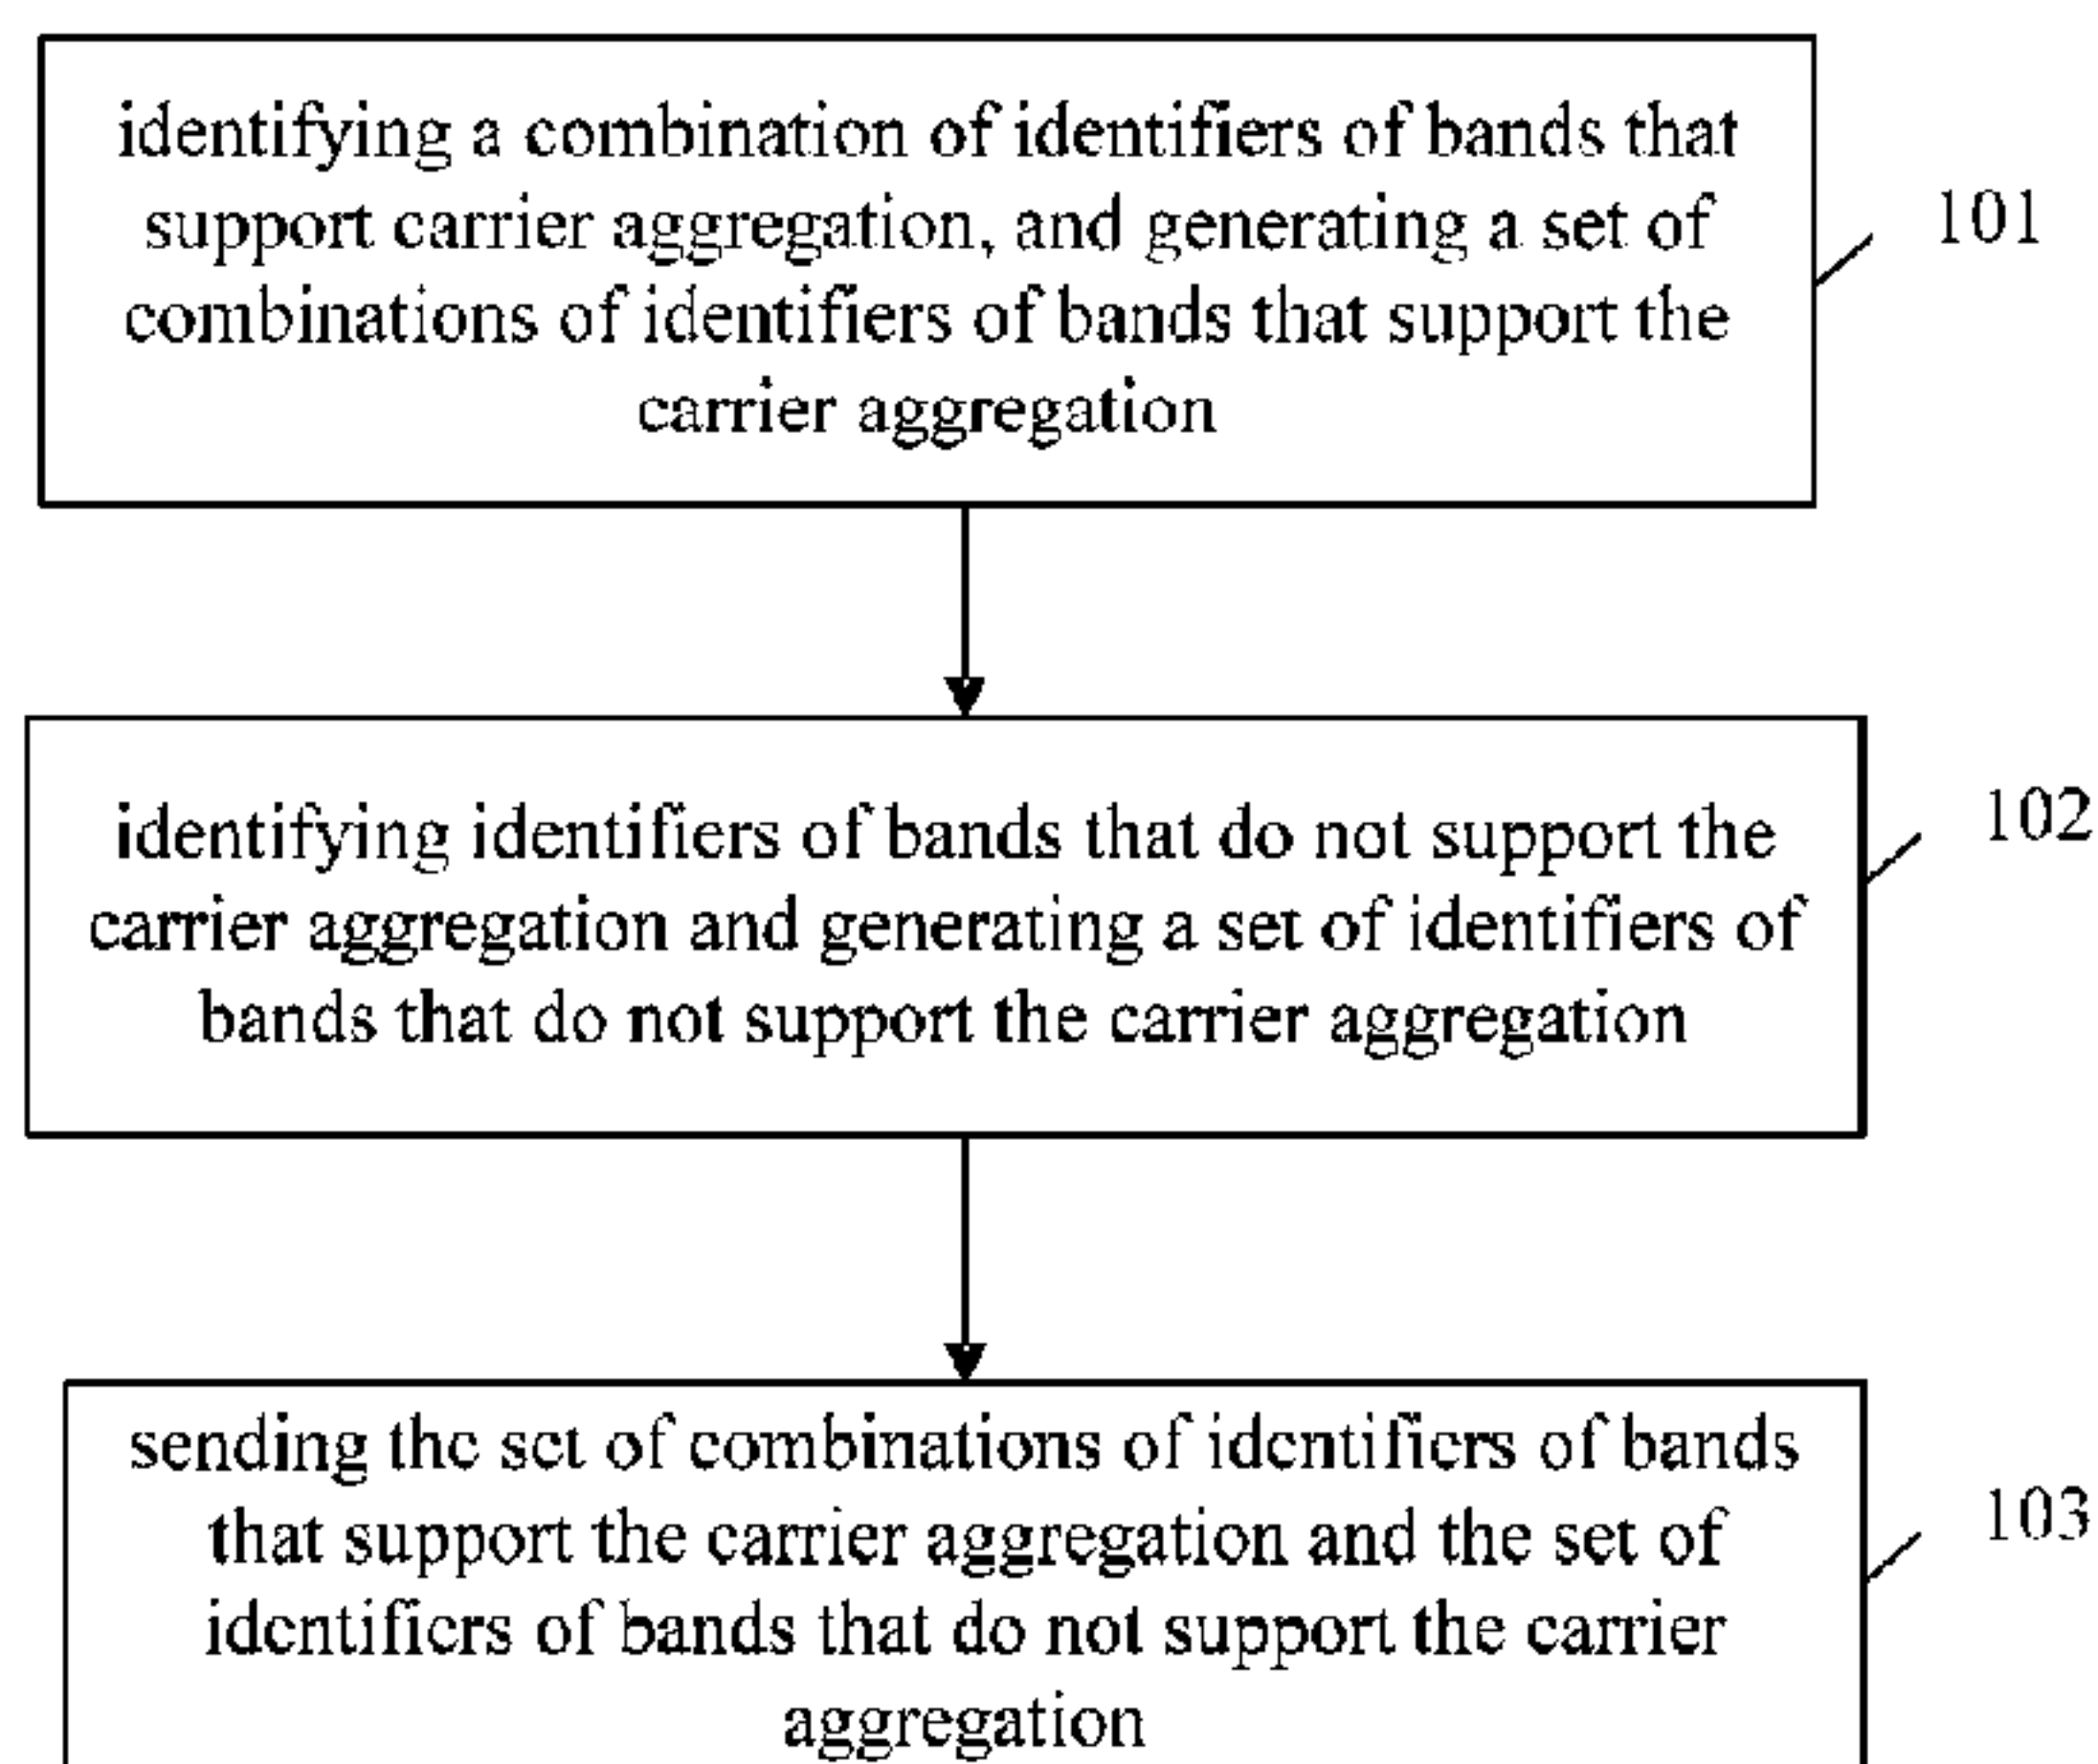 identifying a combination of identifiers of bands that
support carrier aggregation, and generating a set of
combinations of identifiers of bands that support the
carrier aggregation
101
identifying identifiers of bands that do not support the
carrier aggregation and generating a set of identifiers of
bands that do not support the carrier aggregation
102
sending the set of combinations of identifiers of bands
that support the carrier aggregation and the set of
identifiers of bands that do not support the carrier
aggregation
103